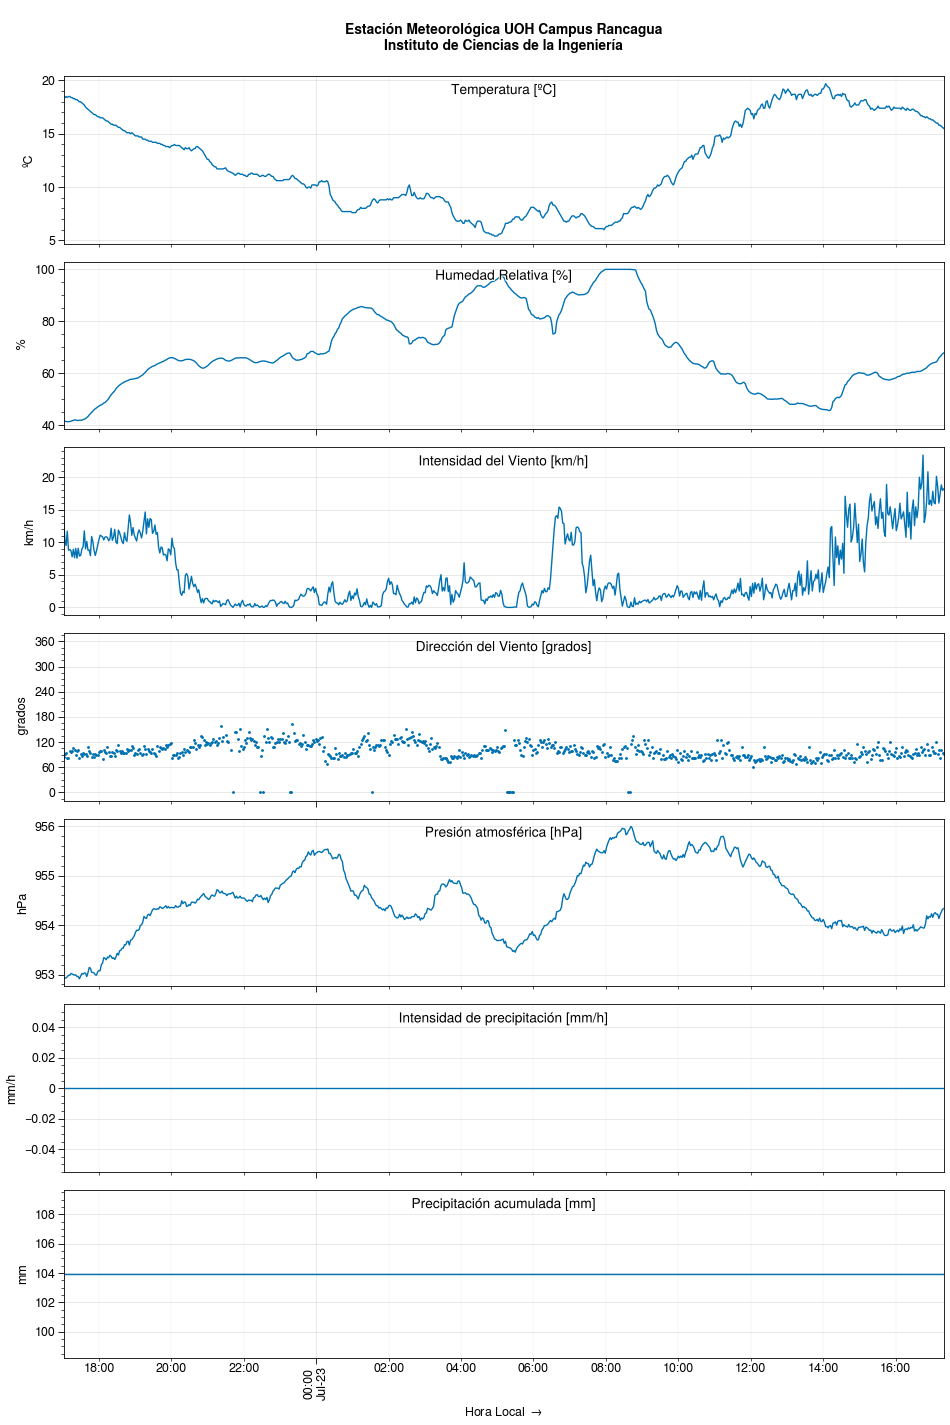 Estación Meteorológica UOH Campus Rancagua
Instituto de Ciencias de la Ingeniería
Temperatura [ºC]
20
15
10
5
ºC
Humedad Relativa [%]
100
80
60
40
%
Intensidad del Viento [km/h]
20
15
10
5
0
km/h
Dirección del Viento [grados]
360
300
240
180
120
60
0
grados
Presión atmosférica [hPa]
956
955
954
953
hPa
Intensidad de precipitación [mm/h]
0.04
0.02
0
−0.02
−0.04
mm/h
Precipitación acumulada [mm]
108
106
104
102
100
mm
18:00 20:00 22:00 00:00 02:00 04:00 06:00 08:00 10:00 12:00 14:00 16:00
Jul-23
Hora Local →